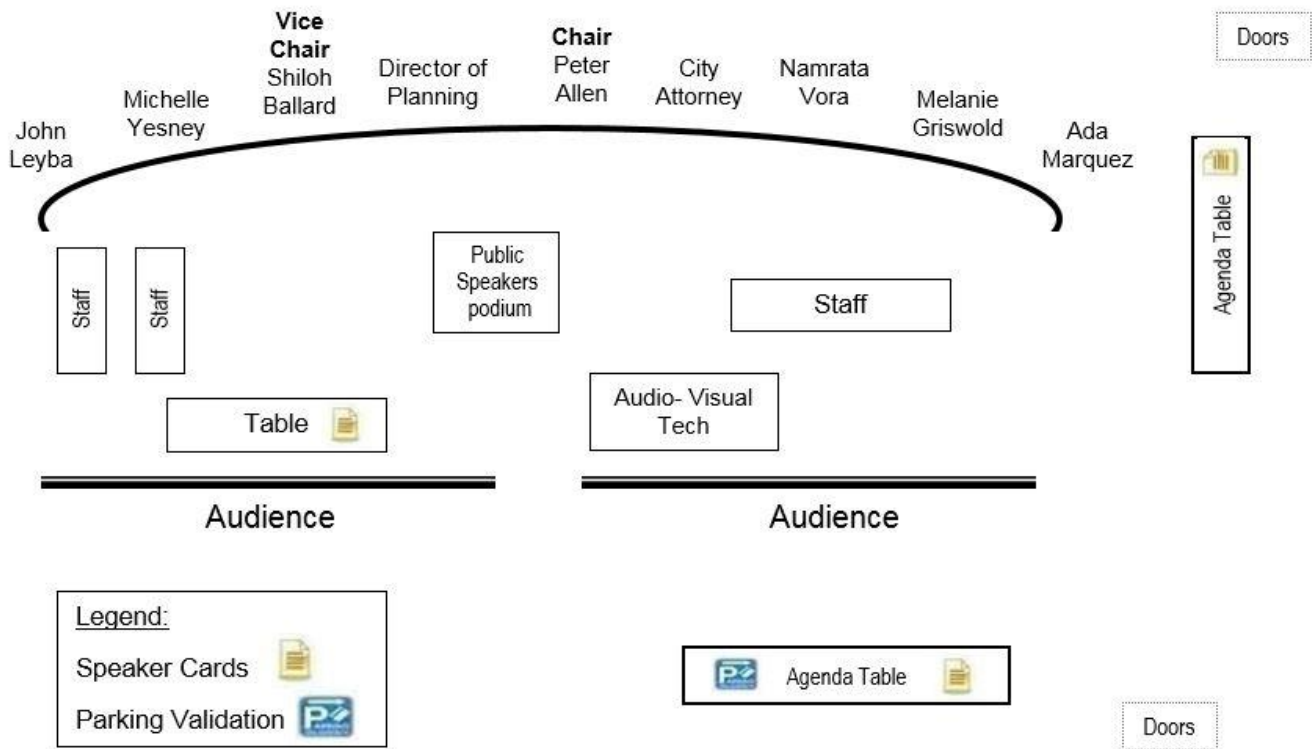 John
Leyba
Michelle
Yesney
Vice
Chair
Shiloh
Ballard
Director of
Planning
Chair
Peter
Allen
City
Attorney
Namrata
Vora
Melanie
Griswold
Ada
Marquez
Doors
Staff
Staff
Public
Speakers
podium
Staff
Agenda Table
Table
Audio- Visual
Tech
Audience
Audience
Legend:
Speaker Cards
Parking Validation
Agenda Table
Doors